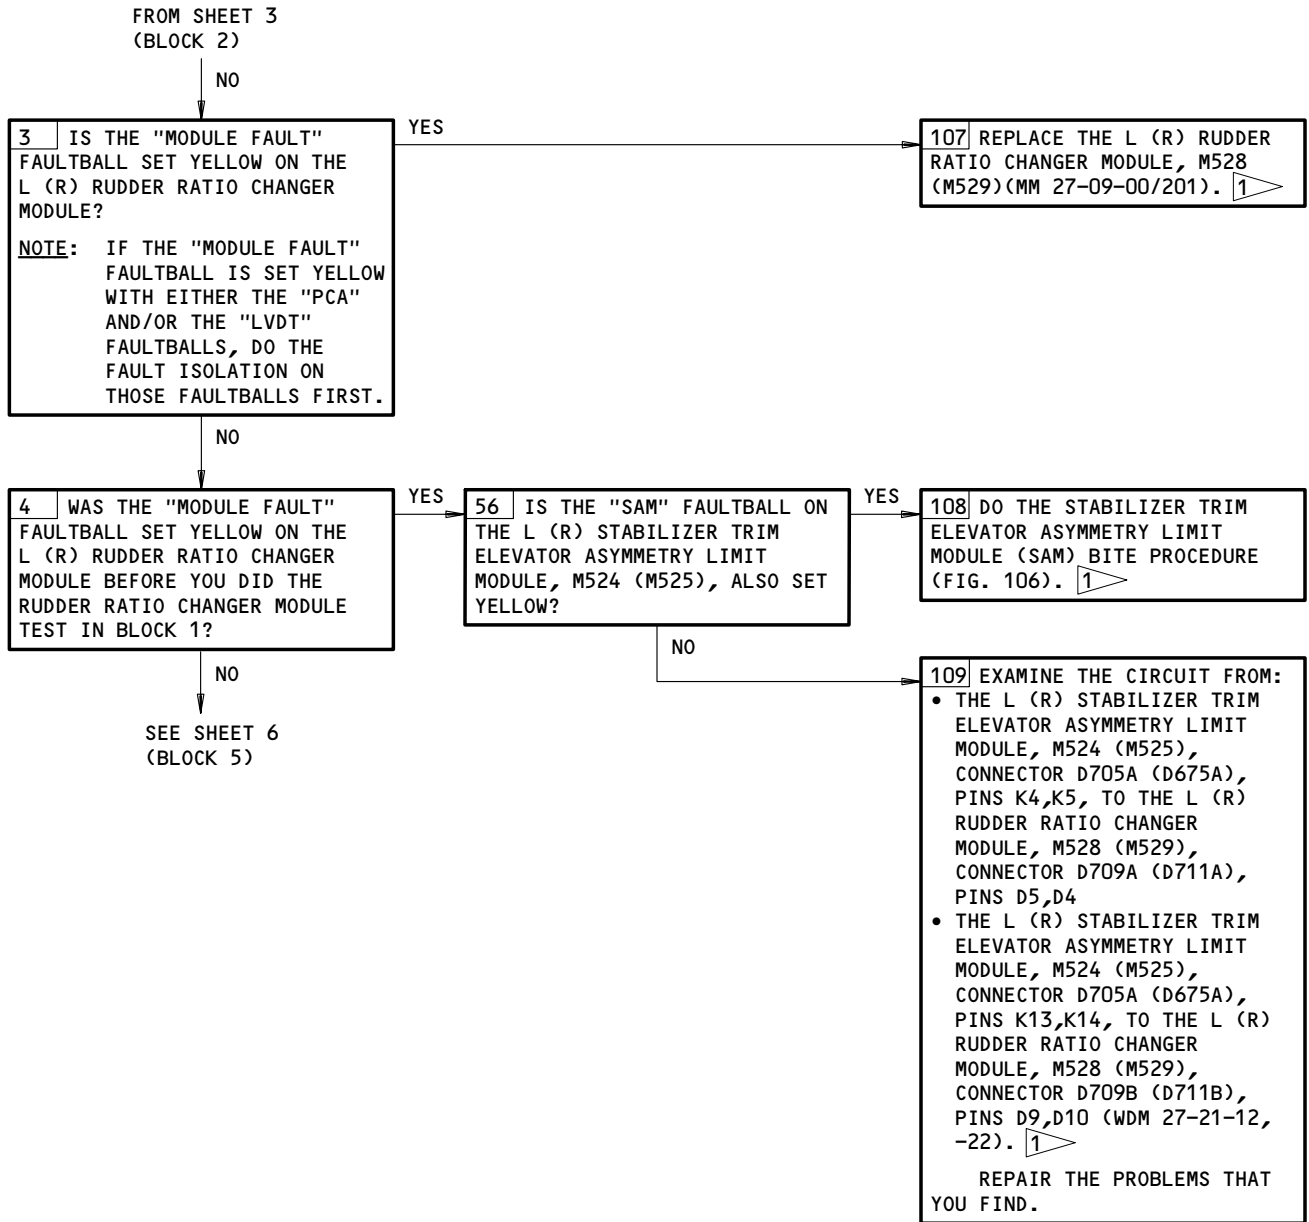 FROM SHEET 3
(BLOCK 2)
NO
3 IS THE "MODULE FAULT"
FAULTBALL SET YELLOW ON THE
L (R) RUDDER RATIO CHANGER
MODULE?
NOTE: IF THE "MODULE FAULT"
FAULTBALL IS SET YELLOW
WITH EITHER THE "PCA"
AND/OR THE "LVDT"
FAULTBALLS, DO THE
FAULT ISOLATION ON
THOSE FAULTBALLS FIRST.
YES
107 REPLACE THE L (R) RUDDER
RATIO CHANGER MODULE, M528
(M529)(MM 27-09-00/201). 1
NO
4 WAS THE "MODULE FAULT"
FAULTBALL SET YELLOW ON THE
L (R) RUDDER RATIO CHANGER
MODULE BEFORE YOU DID THE
RUDDER RATIO CHANGER MODULE
TEST IN BLOCK 1?
YES
56 IS THE "SAM" FAULTBALL ON
THE L (R) STABILIZER TRIM
ELEVATOR ASYMMETRY LIMIT
MODULE, M524 (M525), ALSO SET
YELLOW?
YES
108 DO THE STABILIZER TRIM
ELEVATOR ASYMMETRY LIMIT
MODULE (SAM) BITE PROCEDURE
(FIG. 106). 1
NO
109 EXAMINE THE CIRCUIT FROM:
• THE L (R) STABILIZER TRIM
ELEVATOR ASYMMETRY LIMIT
MODULE, M524 (M525),
CONNECTOR D705A (D675A),
PINS K4,K5, TO THE L (R)
RUDDER RATIO CHANGER
MODULE, M528 (M529),
CONNECTOR D709A (D711A),
PINS D5,D4
• THE L (R) STABILIZER TRIM
ELEVATOR ASYMMETRY LIMIT
MODULE, M524 (M525),
CONNECTOR D705A (D675A),
PINS K13,K14, TO THE L (R)
RUDDER RATIO CHANGER
MODULE, M528 (M529),
CONNECTOR D709B (D711B),
PINS D9,D10 (WDM 27-21-12,
-22). 1
REPAIR THE PROBLEMS THAT
YOU FIND.
NO
SEE SHEET 6
(BLOCK 5)